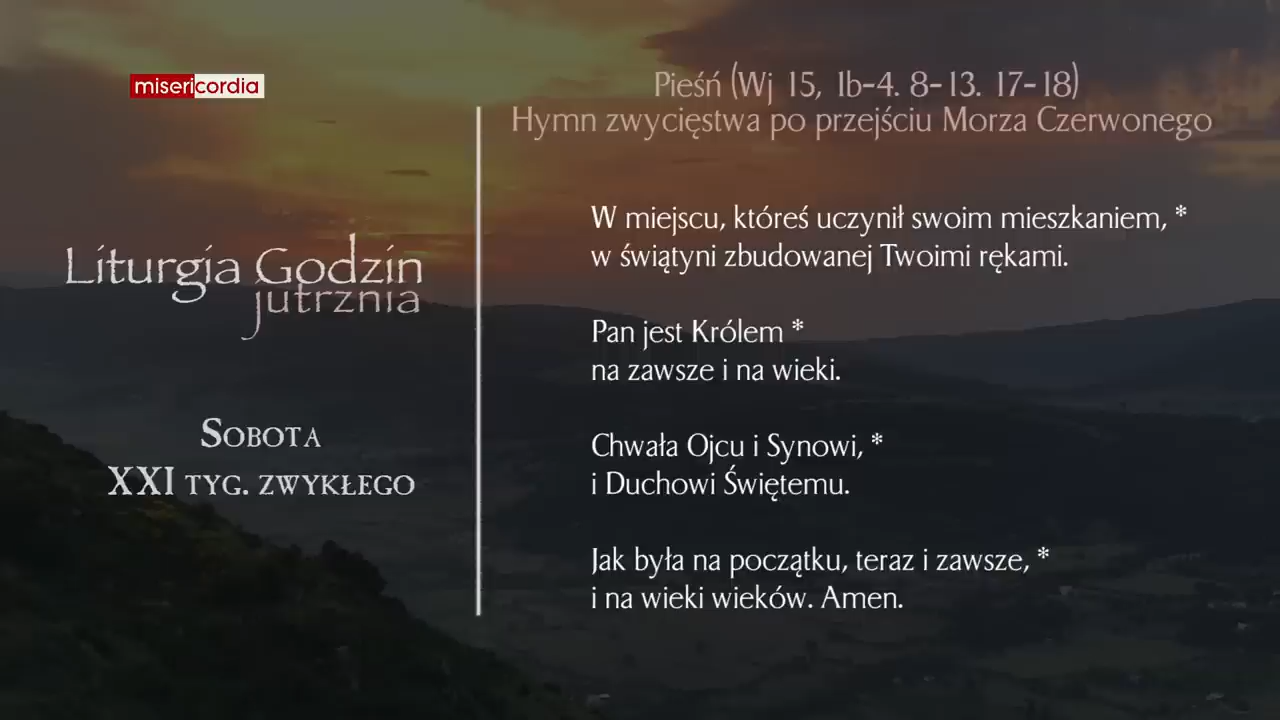 misericordia
Liturgia Godzin
jutrznia
Sobota
XXI tyg. zwykłego
Pieśń (Wj 15, 1b-4. 8-13. 17-18)
Hymn zwycięstwa po przejściu Morza Czerwonego
W miejscu, któreś uczynił swoim mieszkaniem, *
w świątyni zbudowanej Twoimi rękami.
Pan jest Królem *
na zawsze i na wieki.
Chwała Ojcu i Synowi, *
i Duchowi Świętemu.
Jak była na początku, teraz i zawsze, *
i na wieki wieków. Amen.